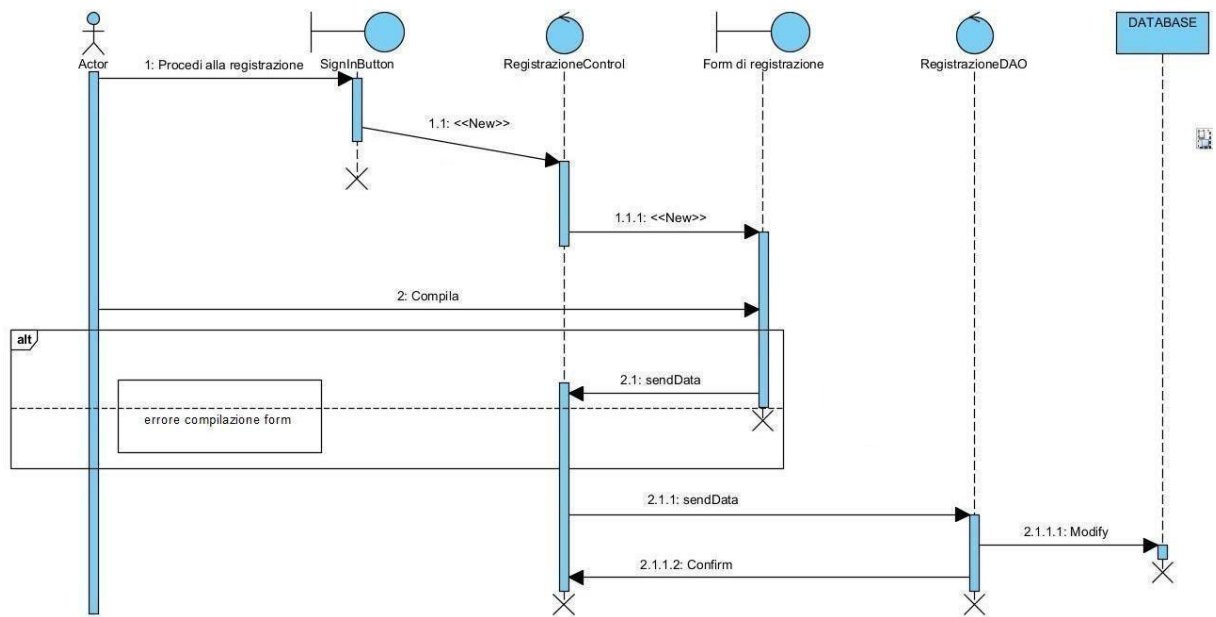 DATABASE
Actor
SignInButton
RegistrazioneControl
Form di registrazione
RegistrazioneDAO
1: Procedi alla registrazione
1.1: <<New>>
1.1.1: <<New>>
2: Compila
alt
2.1: sendData
errore compilazione form
2.1.1: sendData
2.1.1.1: Modify
2.1.1.2: Confirm